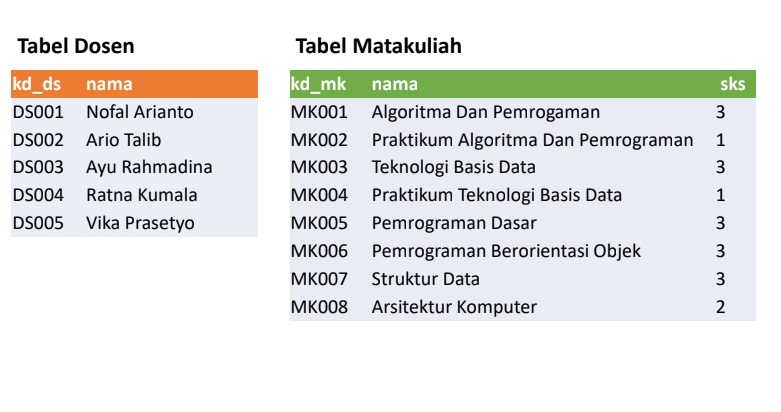 Tabel Dosen
kd_ds nama
DS001 Nofal Arianto
DS002 Ario Talib
DS003 Ayu Rahmadina
DS004 Ratna Kumala
DS005 Vika Prasetyo
Tabel Matakuliah
kd_mk nama sks
MK001 Algoritma Dan Pemrogaman 3
MK002 Praktikum Algoritma Dan Pemrograman 1
MK003 Teknologi Basis Data 3
MK004 Praktikum Teknologi Basis Data 1
MK005 Pemrograman Dasar 3
MK006 Pemrograman Berorientasi Objek 3
MK007 Struktur Data 3
MK008 Arsitektur Komputer 2